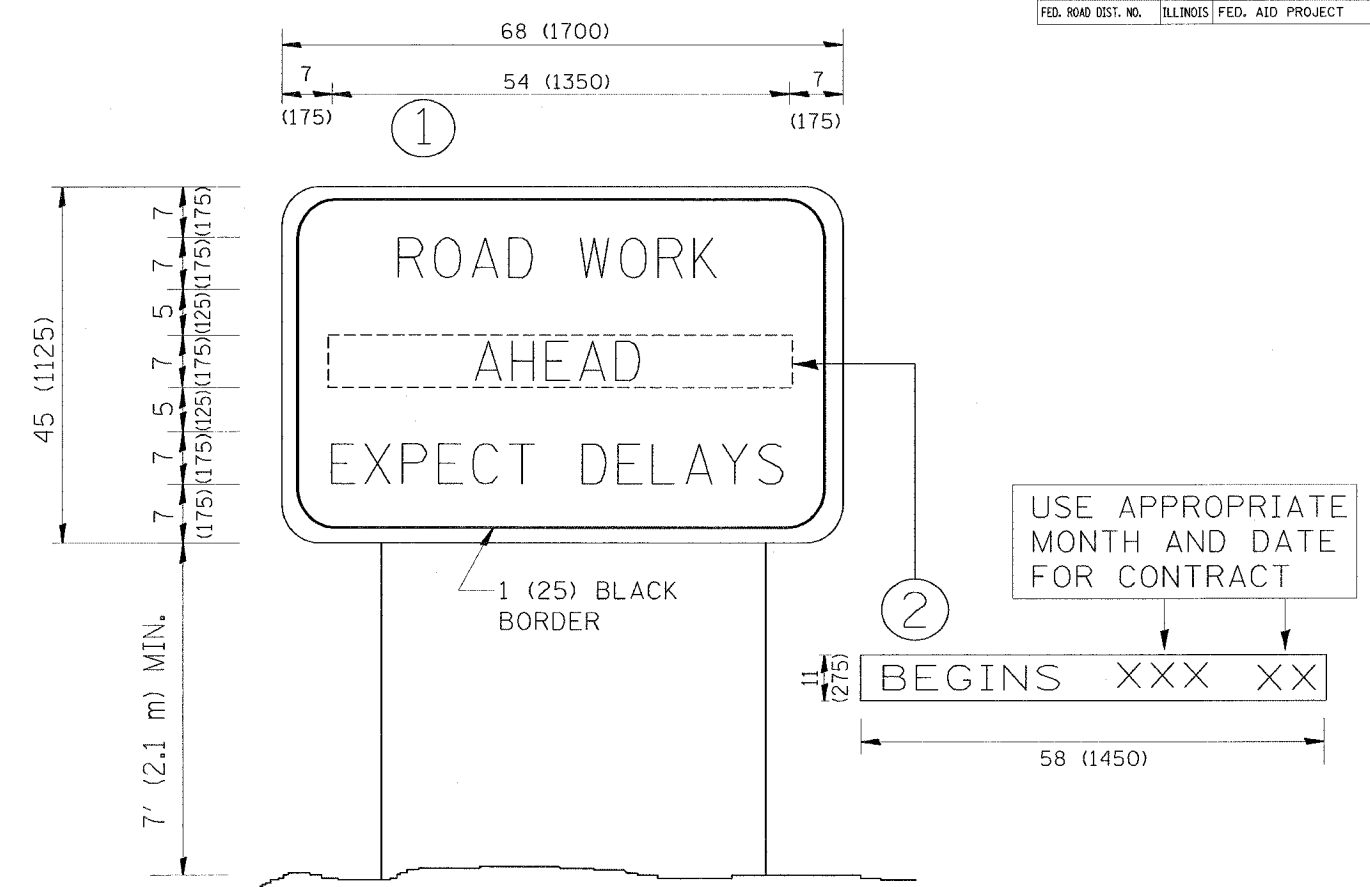 FED. ROAD DIST. NO. ILLINOIS FED. AID PROJECT
68 (1700)
7 54 (1350) 7
(175) (175)
1
45 (1125)
7 (175)
7 (175)
5 (125)
7 (175)
5 (125)
7 (175)
7 (175)
ROAD WORK
AHEAD
EXPECT DELAYS
1 (25) BLACK
BORDER
7' (2.1 m) MIN.
2
USE APPROPRIATE
MONTH AND DATE
FOR CONTRACT
11
(275)
BEGINS XXX XX
58 (1450)